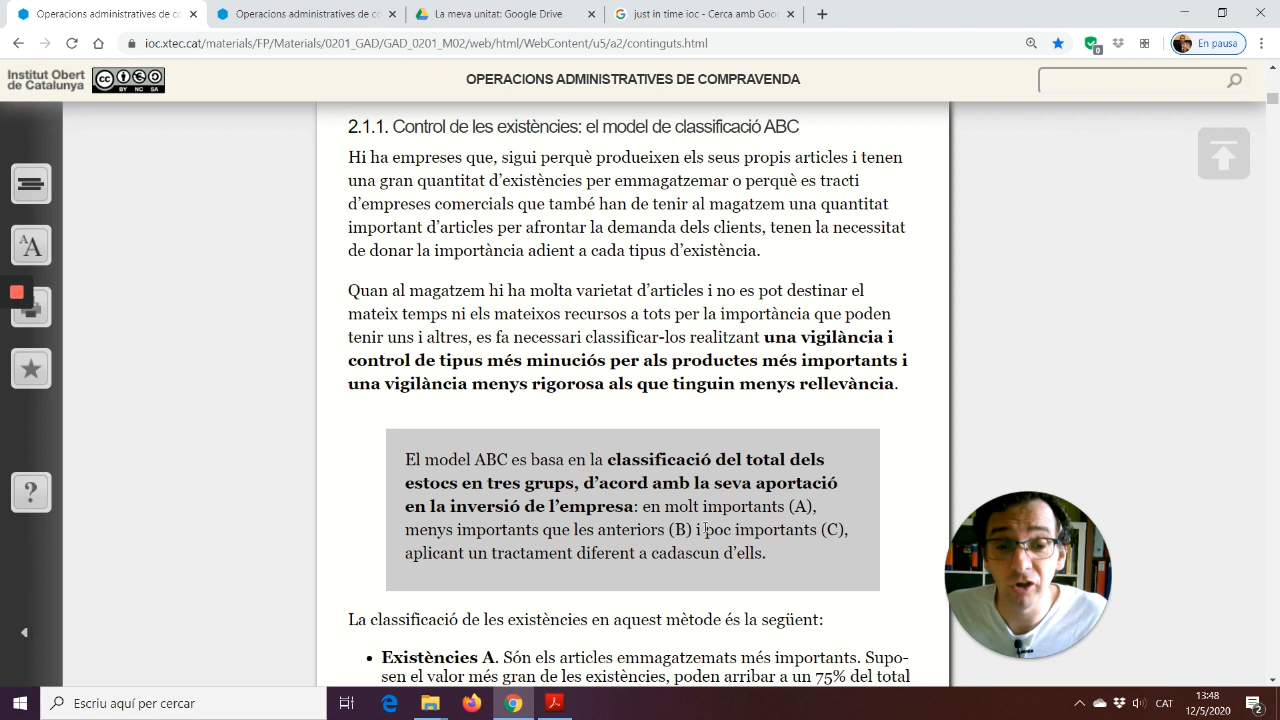 Operacions administratives de co
Operacions administratives de co
La meva unitat: Google Drive
just in time ioc - Cerca amb Goo
ioc.xtec.cat/materials/FP/Materials/0201_GAD/GAD_0201_M02/web/html/WebContent/u5/a2/continguts.html
0
En pausa
Institut Obert
de Catalunya
cc
BY NC SA
OPERACIONS ADMINISTRATIVES DE COMPRAVENDA
2.1.1. Control de les existències: el model de classificació ABC
Hi ha empreses que, sigui perquè produeixen els seus propis articles i tenen
una gran quantitat d’existències per emmagatzemar o perquè es tracti
d’empreses comercials que també han de tenir al magatzem una quantitat
important d’articles per afrontar la demanda dels clients, tenen la necessitat
de donar la importància adient a cada tipus d’existència.
Quan al magatzem hi ha molta varietat d’articles i no es pot destinar el
mateix temps ni els mateixos recursos a tots per la importància que poden
tenir uns i altres, es fa necessari classificar-los realitzant una vigilància i
control de tipus més minuciós per als productes més importants i
una vigilància menys rigorosa als que tinguin menys rellevància.
El model ABC es basa en la classificació del total dels
estocs en tres grups, d’acord amb la seva aportació
en la inversió de l’empresa: en molt importants (A),
menys importants que les anteriors (B) i poc importants (C),
aplicant un tractament diferent a cadascun d’ells.
La classificació de les existències en aquest mètode és la següent:
• Existències A. Són els articles emmagatzemats més importants. Supo-
sen el valor més gran de les existències, poden arribar a un 75% del total
AA
?
Escriu aquí per cercar
CAT
13:48
12/5/2020
2